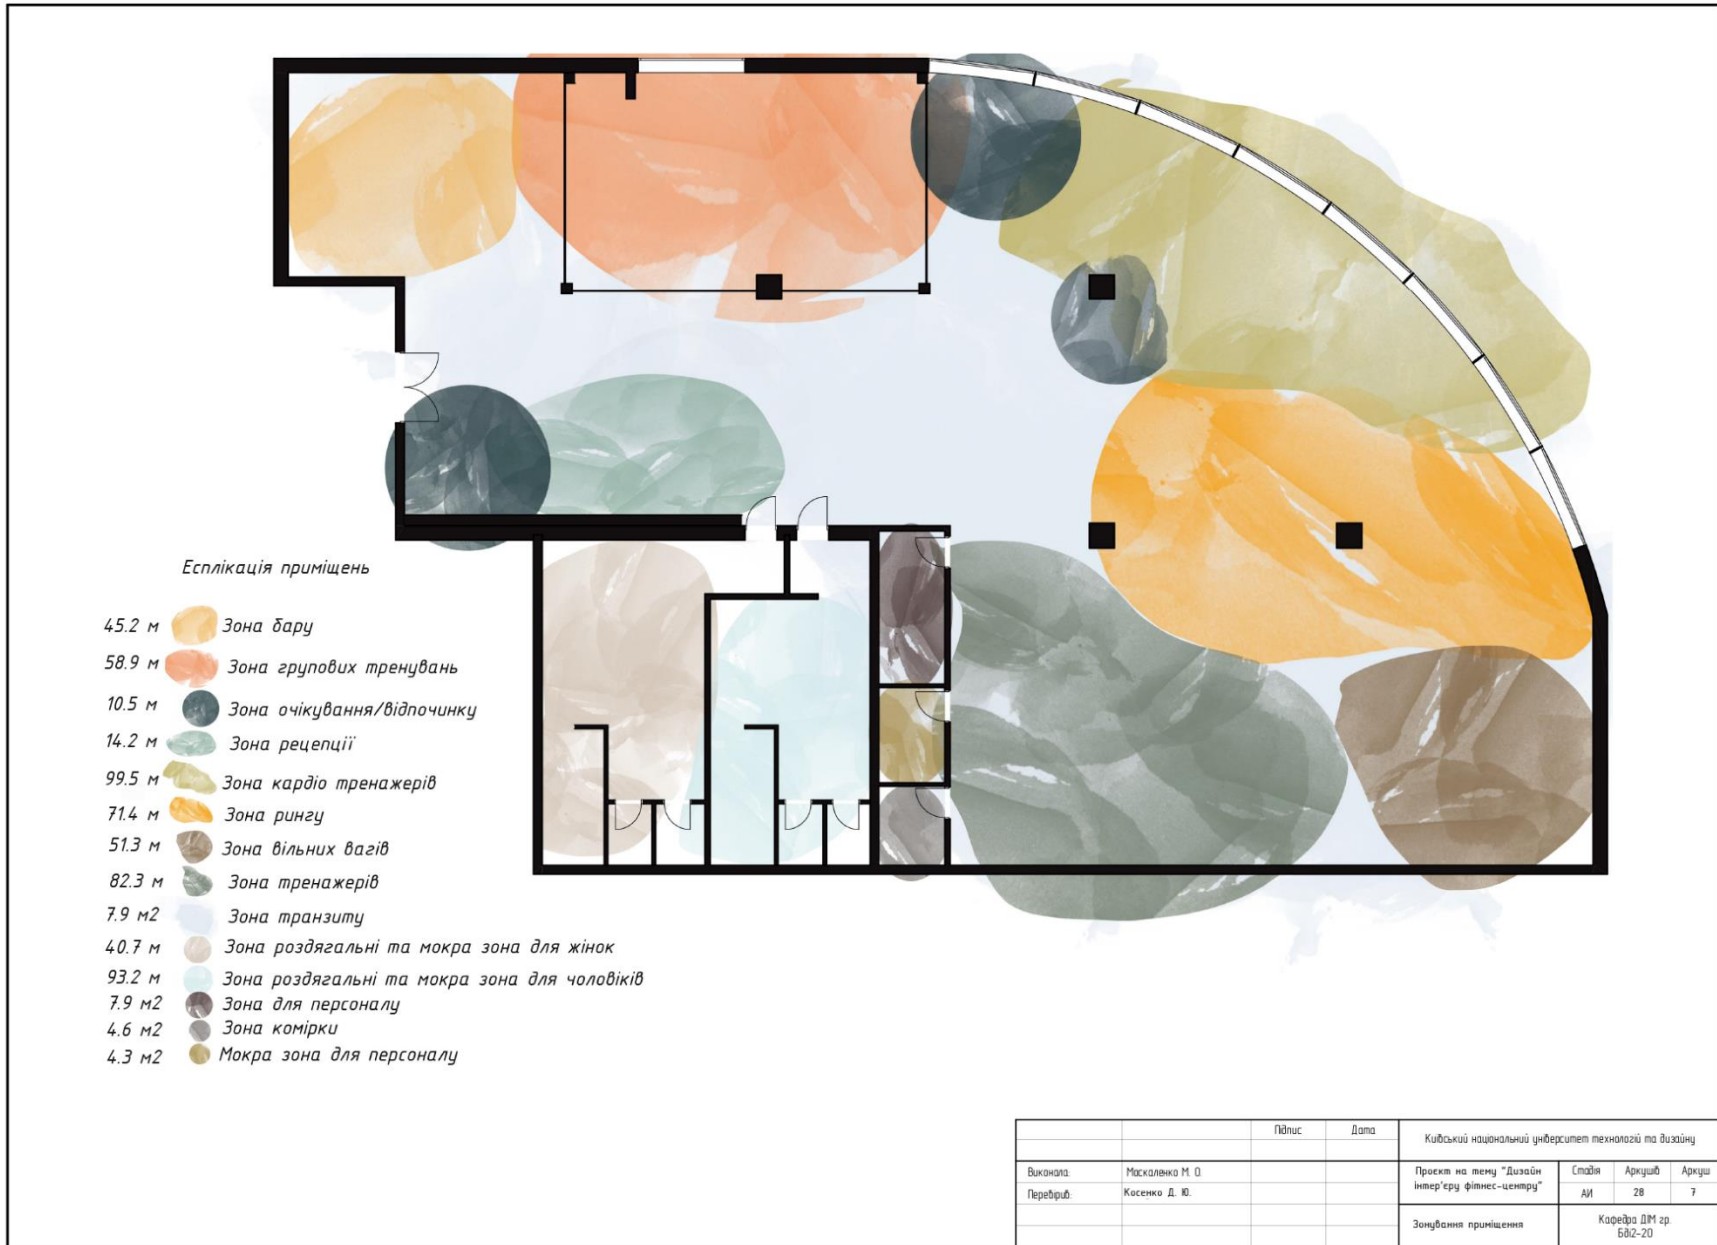 Есплікація приміщень
45.2 м Зона бару
58.9 м Зона групових тренувань
10.5 м Зона очікування/відпочинку
14.2 м Зона рецепції
99.5 м Зона кардіо тренажерів
71.4 м Зона рингу
51.3 м Зона вільних вагів
82.3 м Зона тренажерів
7.9 м2 Зона транзиту
40.7 м Зона роздягальні та мокра зона для жінок
93.2 м Зона роздягальні та мокра зона для чоловіків
7.9 м2 Зона для персоналу
4.6 м2 Зона комірки
4.3 м2 Мокра зона для персоналу
Підпис Дата
Київський національний університет технологій та дизайну
Виконала: Маскаленко М. О.
Перевірив: Косенко Д. Ю.
Проєкт на тему "Дизайн
інтер'єру фітнес-центру"
Стадія Аркушів Аркуш
АИ 28 7
Зонування приміщення
Кафедра ДІМ гр.
БДі2-20